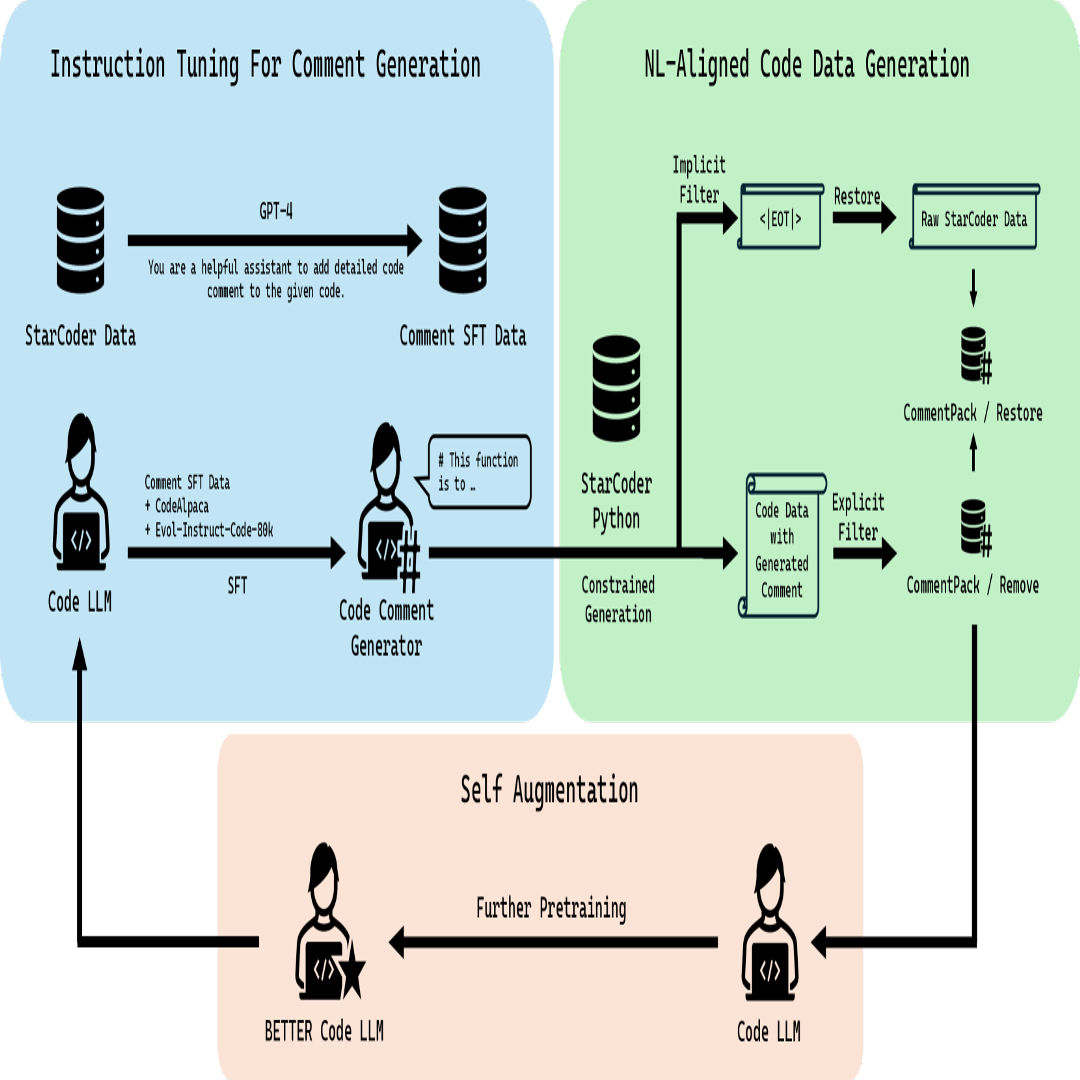 Instruction Tuning For Comment Generation
GPT-4
You are a helpful assistant to add detailed code
comment to the given code.
StarCoder Data
Comment SFT Data
Comment SFT Data
+ CodeAlpaca
+ Evol-Instruct-Code-80k
SFT
</>
Code LLM
# This function
is to …
</>
#
Code Comment
Generator
NL-Aligned Code Data Generation
Implicit
Filter
<|EOT|>
Restore
Raw StarCoder Data
#
CommentPack / Restore
StarCoder
Python
Constrained
Generation
Code Data
with
Generated
Comment
Explicit
Filter
#
CommentPack / Remove
Self Augmentation
Further Pretraining
</>
BETTER Code LLM
</>
Code LLM